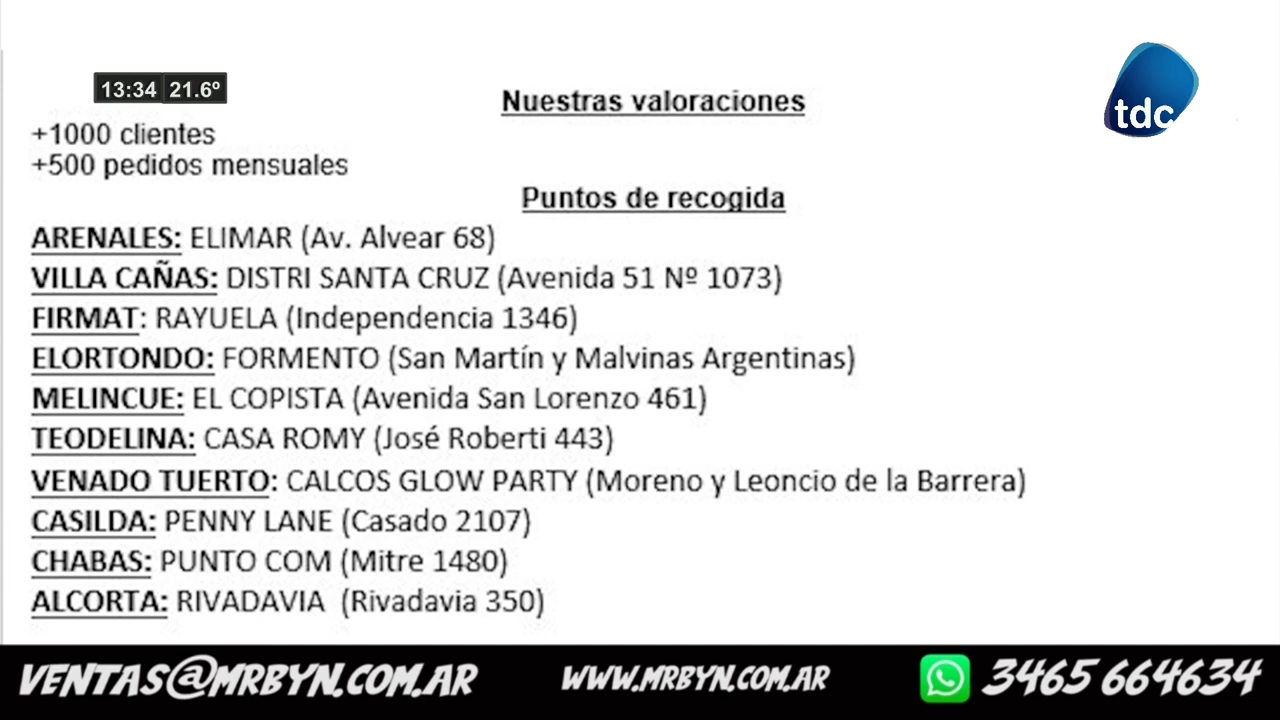 13:34 21.6º
tdc
Nuestras valoraciones
+1000 clientes
+500 pedidos mensuales
Puntos de recogida
ARENALES: ELIMAR (Av. Alvear 68)
VILLA CAÑAS: DISTRI SANTA CRUZ (Avenida 51 Nº 1073)
FIRMAT: RAYUELA (Independencia 1346)
ELORTONDO: FORMENTO (San Martín y Malvinas Argentinas)
MELINCUE: EL COPISTA (Avenida San Lorenzo 461)
TEODELINA: CASA ROMY (José Roberti 443)
VENADO TUERTO: CALCOS GLOW PARTY (Moreno y Leoncio de la Barrera)
CASILDA: PENNY LANE (Casado 2107)
CHABAS: PUNTO COM (Mitre 1480)
ALCORTA: RIVADAVIA (Rivadavia 350)
VENTAS@MRBYN.COM.AR WWW.MRBYN.COM.AR 3465 664634